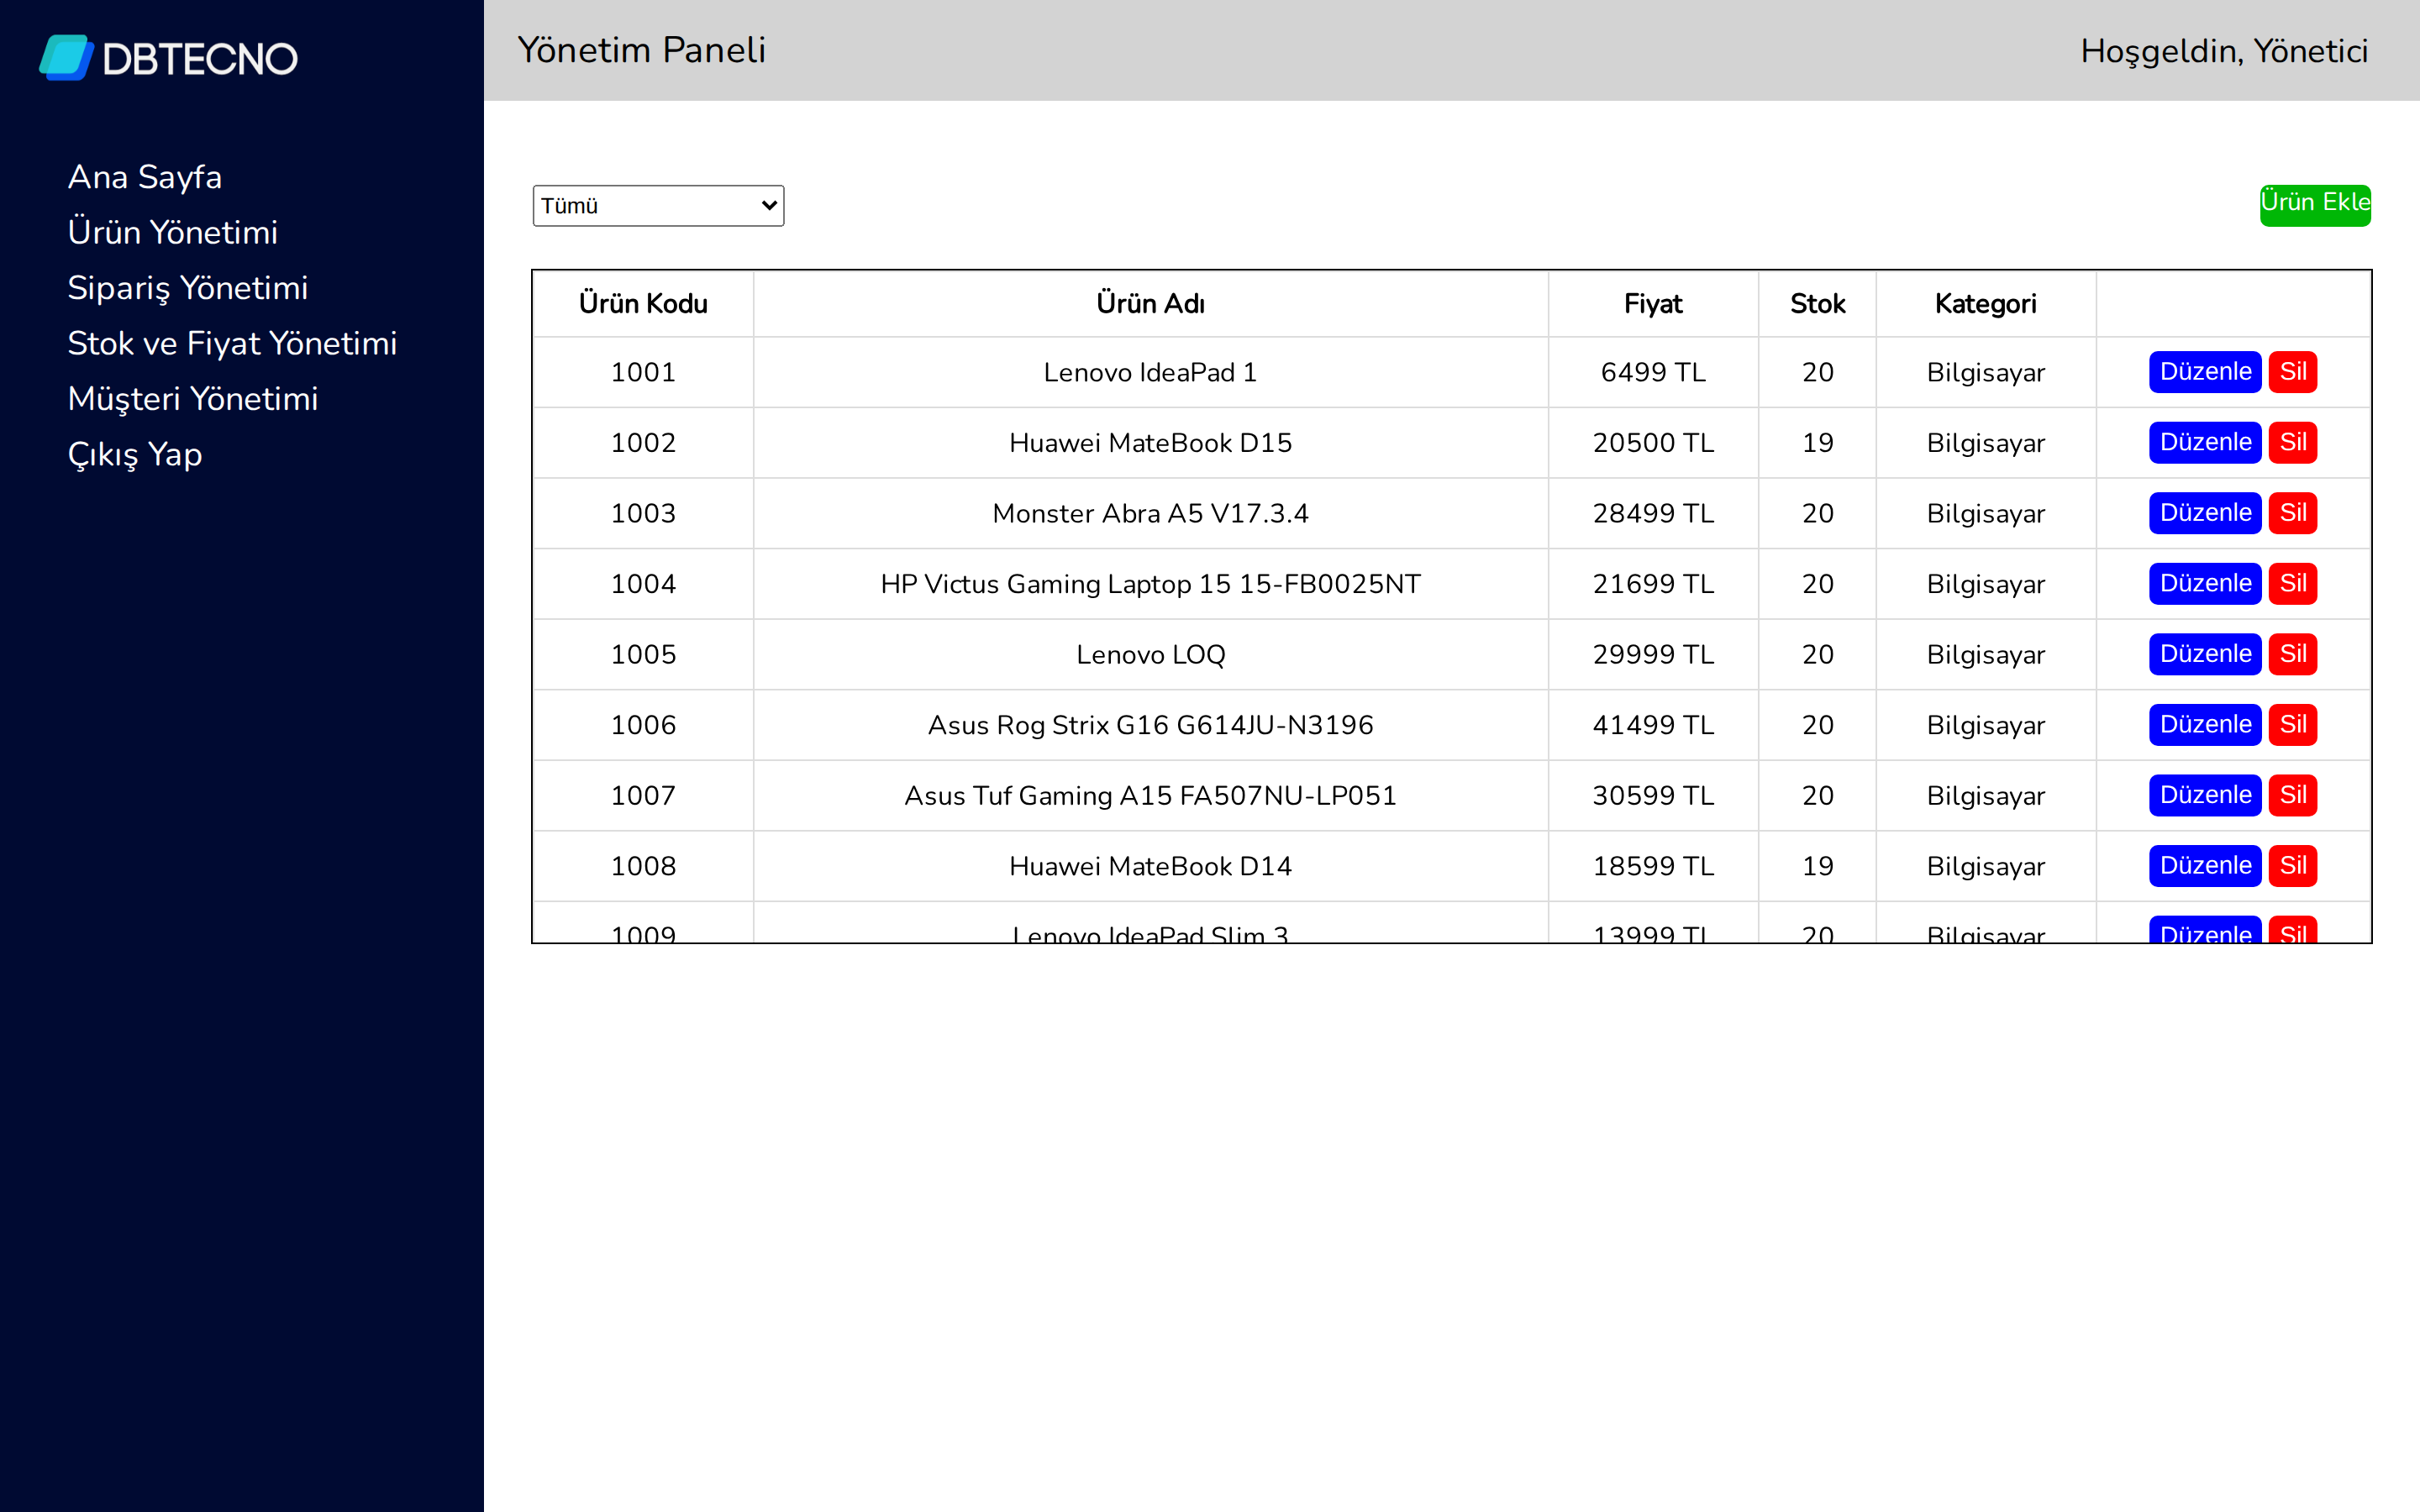 DBTECNO
Yönetim Paneli
Hoşgeldin, Yönetici
Ana Sayfa
Ürün Yönetimi
Sipariş Yönetimi
Stok ve Fiyat Yönetimi
Müşteri Yönetimi
Çıkış Yap
Tümü
Ürün Ekle
Ürün Kodu Ürün Adı Fiyat Stok Kategori
1001 Lenovo IdeaPad 1 6499 TL 20 Bilgisayar Düzenle Sil
1002 Huawei MateBook D15 20500 TL 19 Bilgisayar Düzenle Sil
1003 Monster Abra A5 V17.3.4 28499 TL 20 Bilgisayar Düzenle Sil
1004 HP Victus Gaming Laptop 15 15-FB0025NT 21699 TL 20 Bilgisayar Düzenle Sil
1005 Lenovo LOQ 29999 TL 20 Bilgisayar Düzenle Sil
1006 Asus Rog Strix G16 G614JU-N3196 41499 TL 20 Bilgisayar Düzenle Sil
1007 Asus Tuf Gaming A15 FA507NU-LP051 30599 TL 20 Bilgisayar Düzenle Sil
1008 Huawei MateBook D14 18599 TL 19 Bilgisayar Düzenle Sil
1009 Lenovo IdeaPad Slim 3 13999 TL 20 Bilgisayar Düzenle Sil